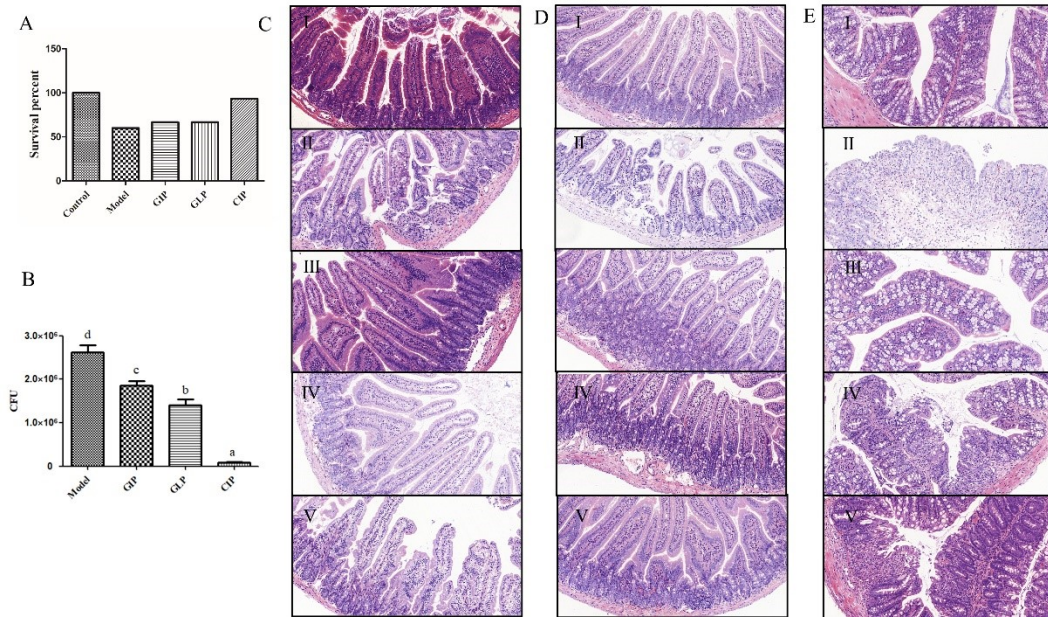 A
150
100
50
0
Survival percent
Control
Model
GIP
GLP
CIP
B
3.0×10⁶
2.0×10⁶
1.0×10⁶
0
CFU
d
c
b
a
Model
GIP
GLP
CIP
C
I
II
III
IV
V
D
I
II
IV
V
E
I
II
III
IV
V